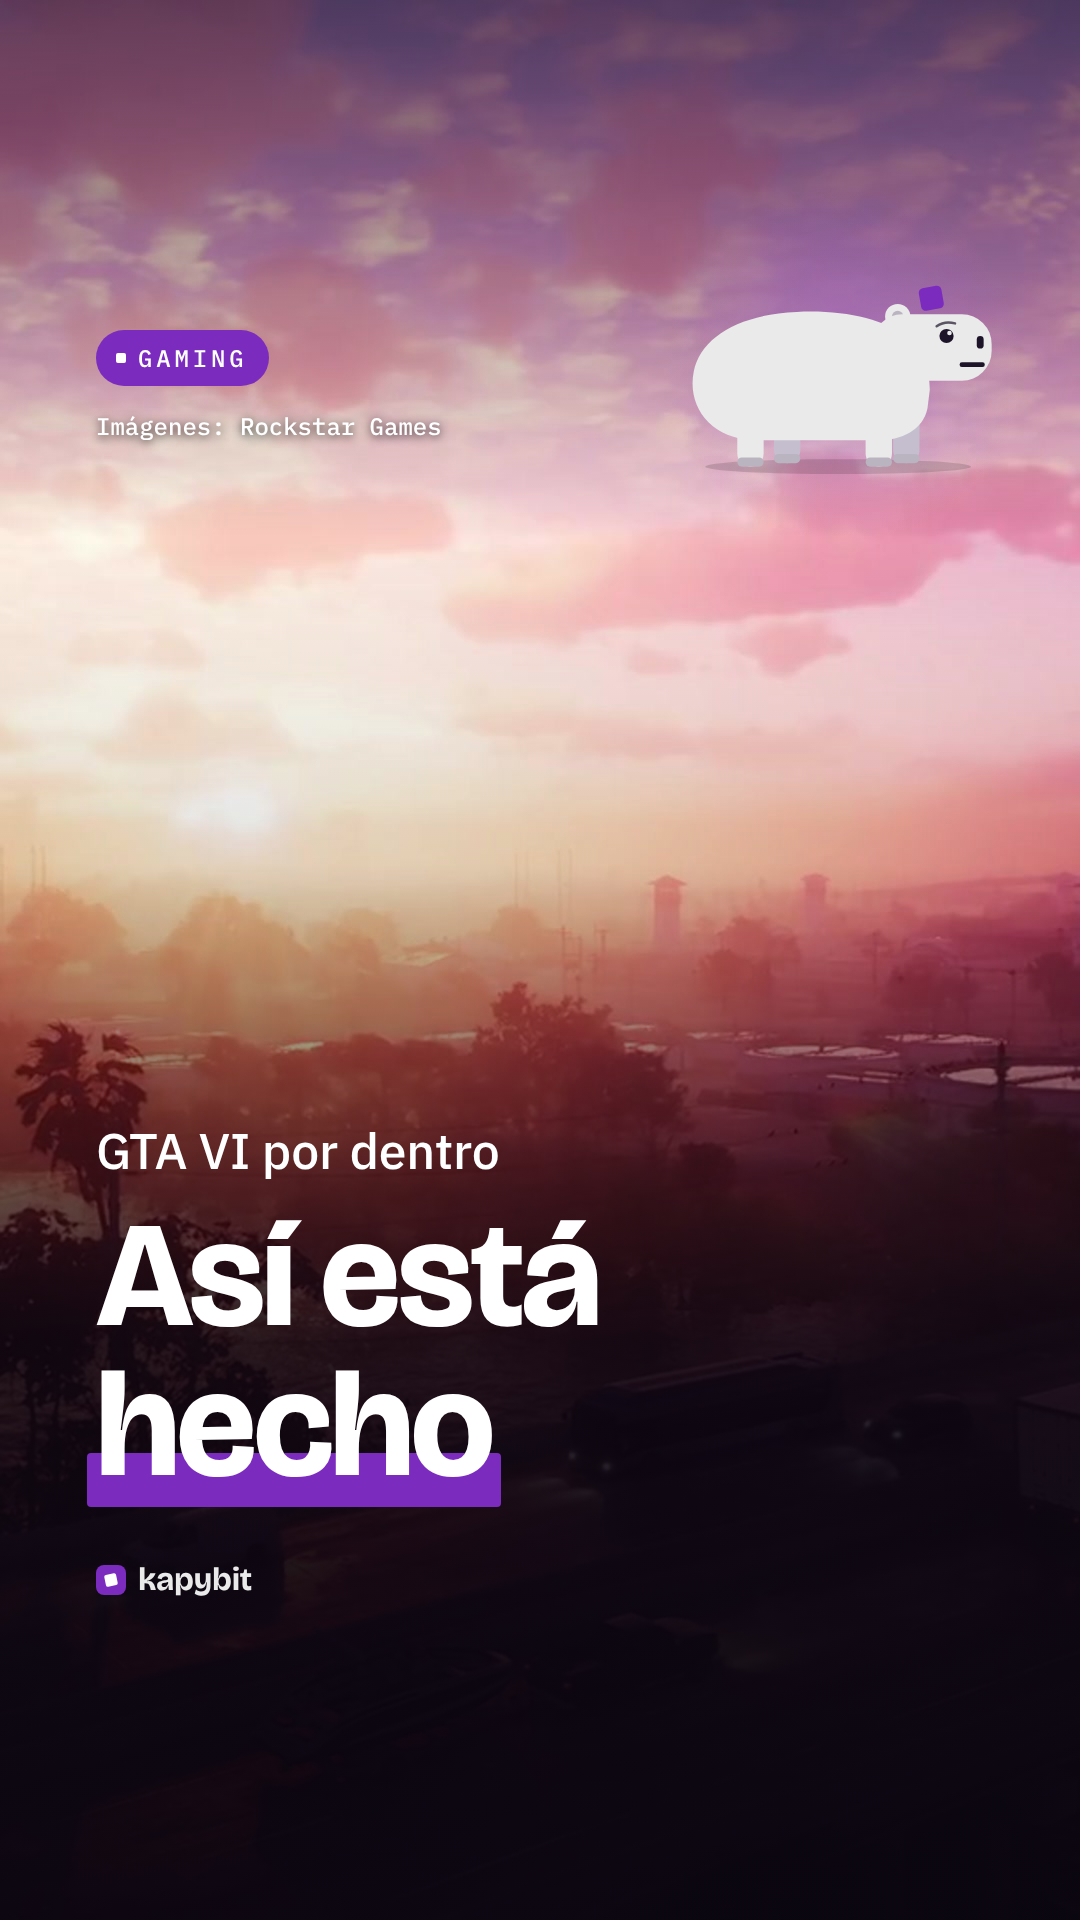 GAMING
Imágenes: Rockstar Games
GTA VI por dentro
Así está
hecho
kapybit